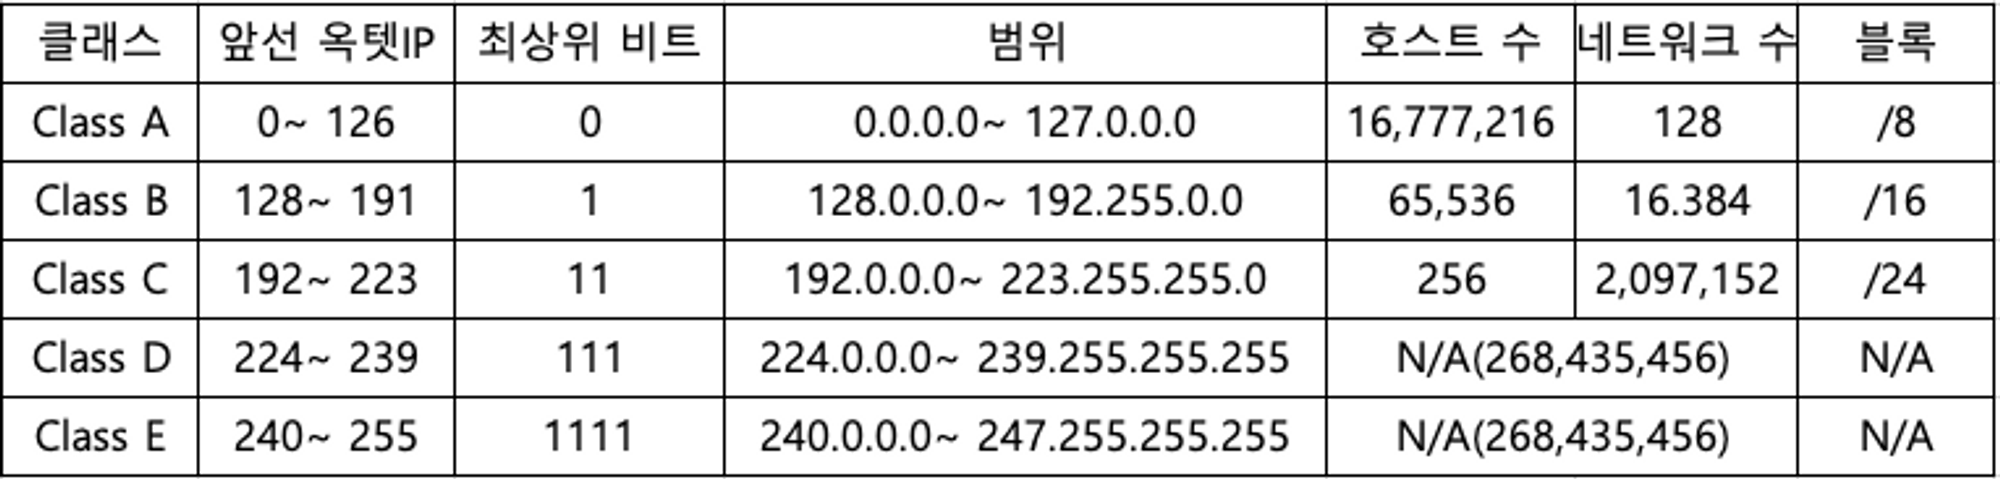 클래스 앞선 옥텟IP 최상위 비트 범위 호스트 수 네트워크 수 블록
Class A 0~ 126 0 0.0.0.0~ 127.0.0.0 16,777,216 128 /8
Class B 128~ 191 1 128.0.0.0~ 192.255.0.0 65,536 16.384 /16
Class C 192~ 223 11 192.0.0.0~ 223.255.255.0 256 2,097,152 /24
Class D 224~ 239 111 224.0.0.0~ 239.255.255.255 N/A(268,435,456) N/A
Class E 240~ 255 1111 240.0.0.0~ 247.255.255.255 N/A(268,435,456) N/A